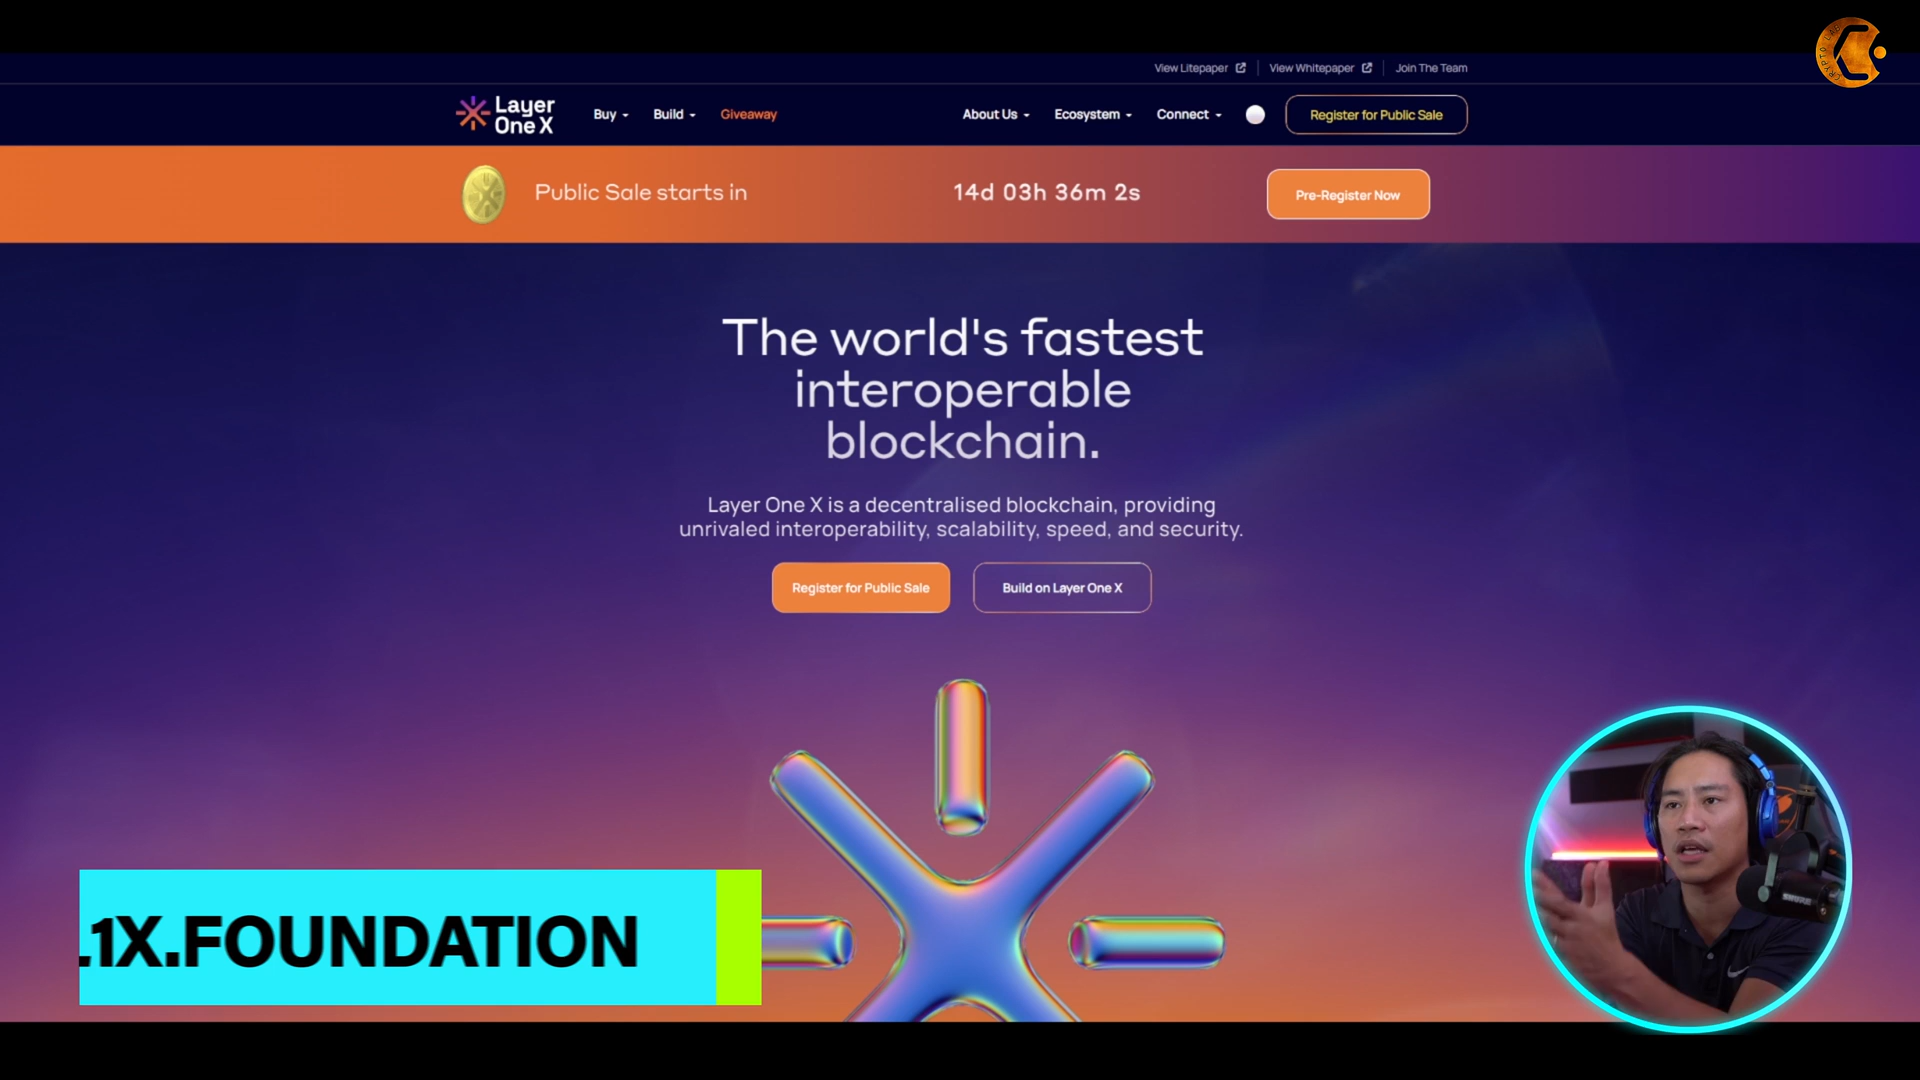 View Litepaper
View Whitepaper
Join The Team
Layer
One X
Buy
Build
Giveaway
About Us
Ecosystem
Connect
Register for Public Sale
Public Sale starts in
14d 03h 36m 2s
Pre-Register Now
The world's fastest
interoperable
blockchain.
Layer One X is a decentralised blockchain, providing
unrivaled interoperability, scalability, speed, and security.
Register for Public Sale
Build on Layer One X
1X.FOUNDATION
CRYPTO LAB
SHURE